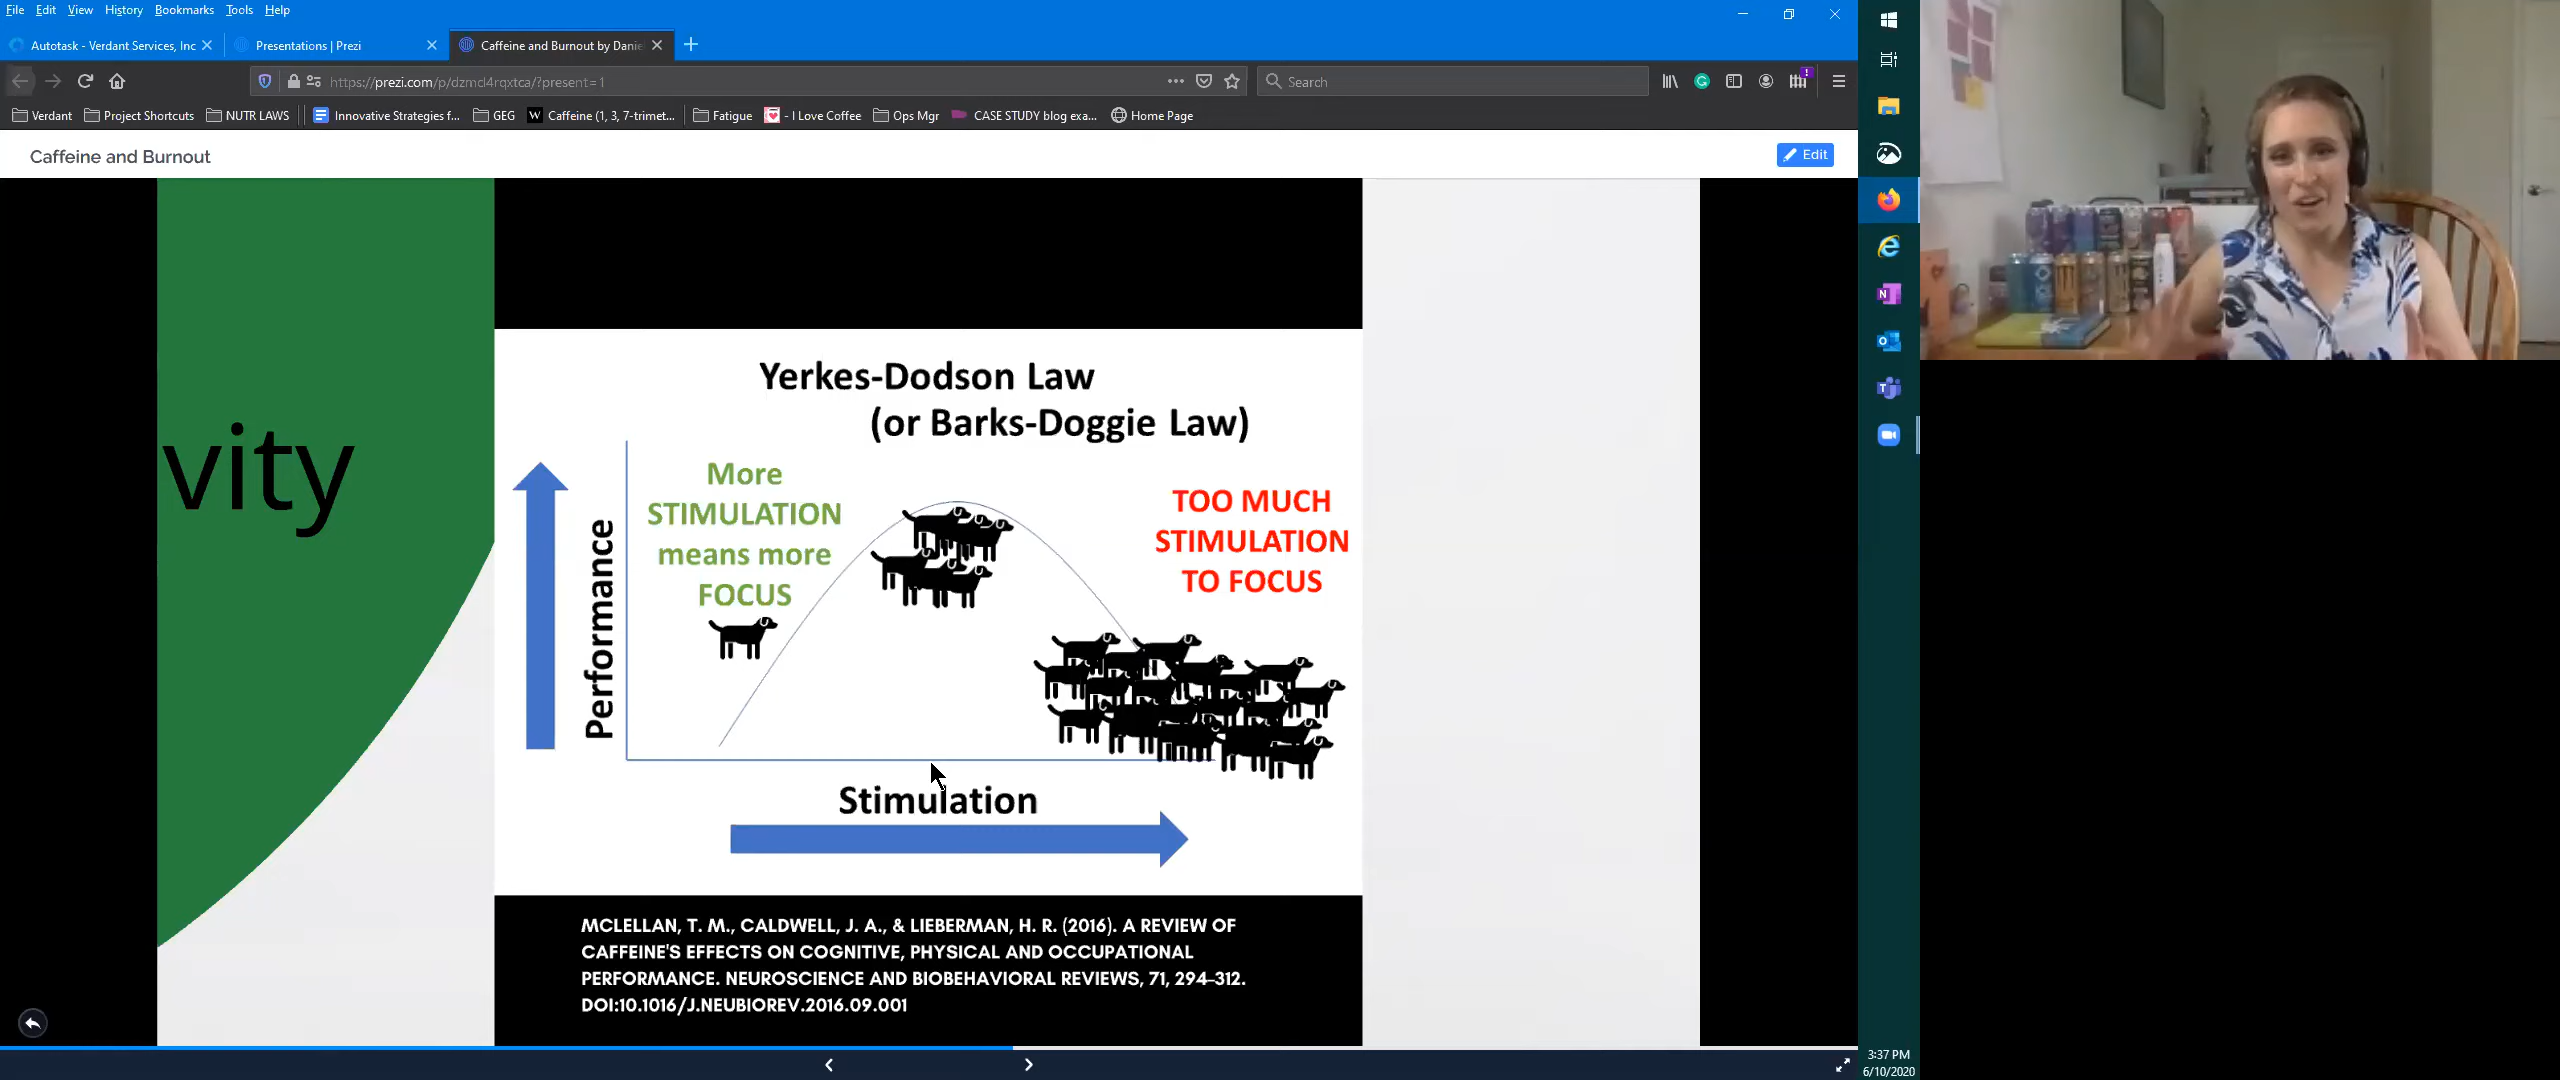 File Edit View History Bookmarks Tools Help
Autotask - Verdant Services, Inc
Presentations | Prezi
Caffeine and Burnout by Danie
https://prezi.com/p/dzmcl4rqxtca/?present=1
Search
Verdant
Project Shortcuts
NUTR LAWS
Innovative Strategies f...
GEG
Caffeine (1, 3, 7-trimet...
Fatigue
- I Love Coffee
Ops Mgr
CASE STUDY blog exa...
Home Page
Caffeine and Burnout
Edit
vity
Yerkes-Dodson Law
(or Barks-Doggie Law)
More
STIMULATION
means more
FOCUS
TOO MUCH
STIMULATION
TO FOCUS
Performance
Stimulation
MCLELLAN, T. M., CALDWELL, J. A., & LIEBERMAN, H. R. (2016). A REVIEW OF
CAFFEINE'S EFFECTS ON COGNITIVE, PHYSICAL AND OCCUPATIONAL
PERFORMANCE. NEUROSCIENCE AND BIOBEHAVIORAL REVIEWS, 71, 294–312.
DOI:10.1016/J.NEUBIOREV.2016.09.001
3:37 PM
6/10/2020